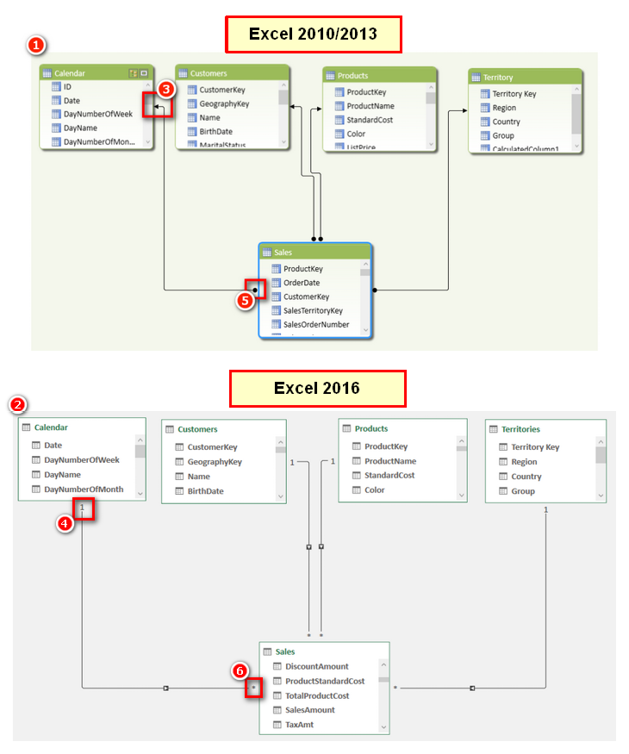 Excel 2010/2013
1
Calendar
ID
Date
DayNumberOfWeek
DayName
DayNumberOfMon...
3
Customers
CustomerKey
GeographyKey
Name
BirthDate
MaritalStatus
Products
ProductKey
ProductName
StandardCost
Color
ListPrice
Territory
Territory Key
Region
Country
Group
CalculatedColumn1
5
Sales
ProductKey
OrderDate
CustomerKey
SalesTerritoryKey
SalesOrderNumber
Excel 2016
2
Calendar
Date
DayNumberOfWeek
DayName
DayNumberOfMonth
4
1
Customers
CustomerKey
GeographyKey
Name
BirthDate
1
1
Products
ProductKey
ProductName
StandardCost
Color
Territories
Territory Key
Region
Country
Group
1
6
*
*
*
*
Sales
DiscountAmount
ProductStandardCost
TotalProductCost
SalesAmount
TaxAmt